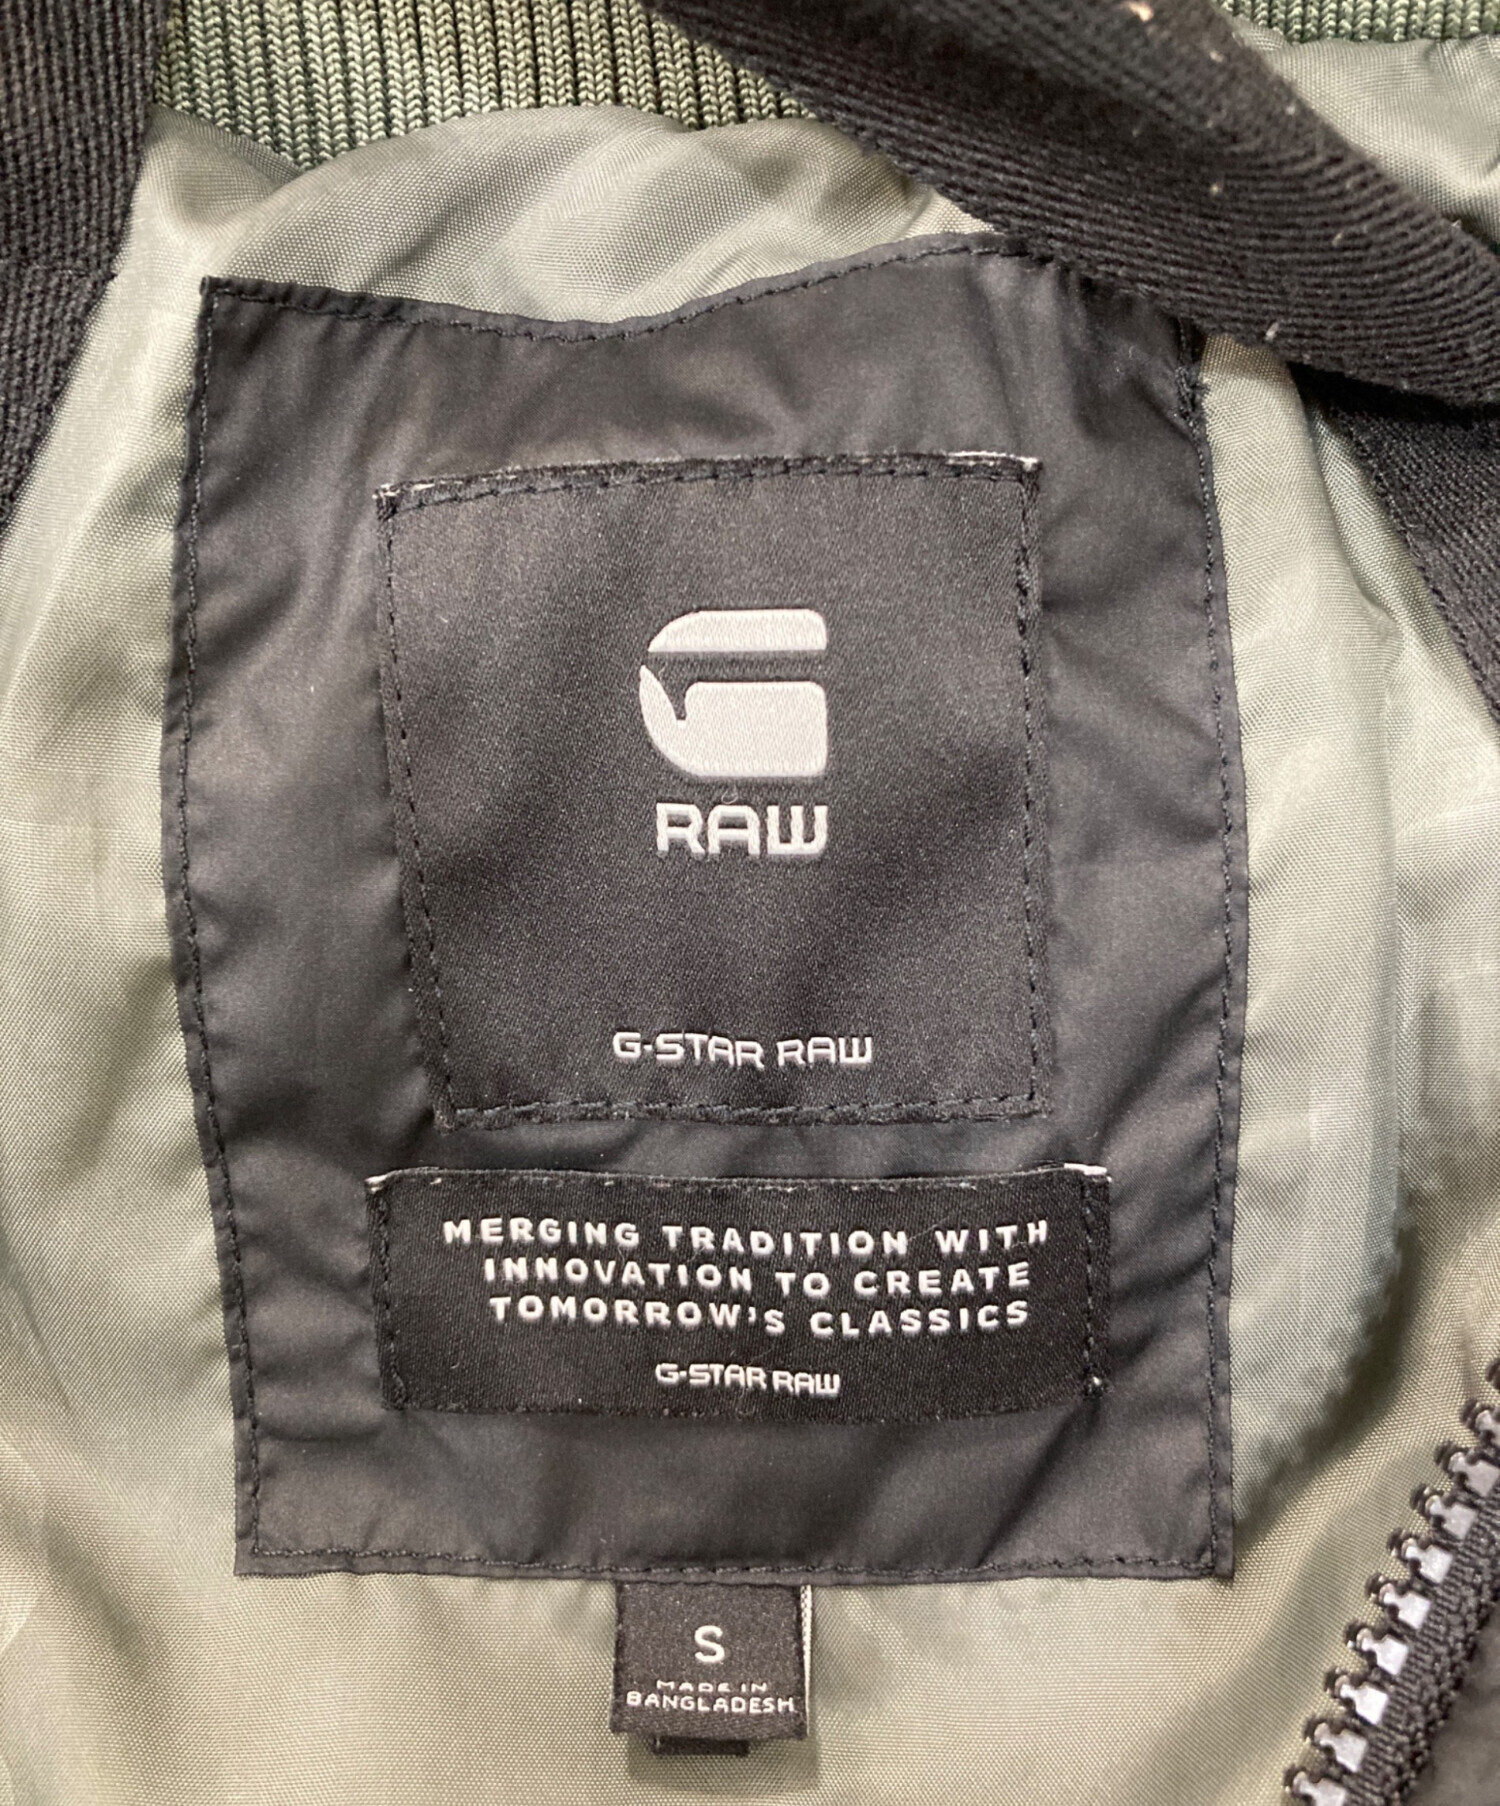 RAW
G-STAR RAW
MERGING TRADITION WITH
INNOVATION TO CREATE
TOMORROW'S CLASSICS
G-STAR RAW
S
MADE IN
BANGLADESH